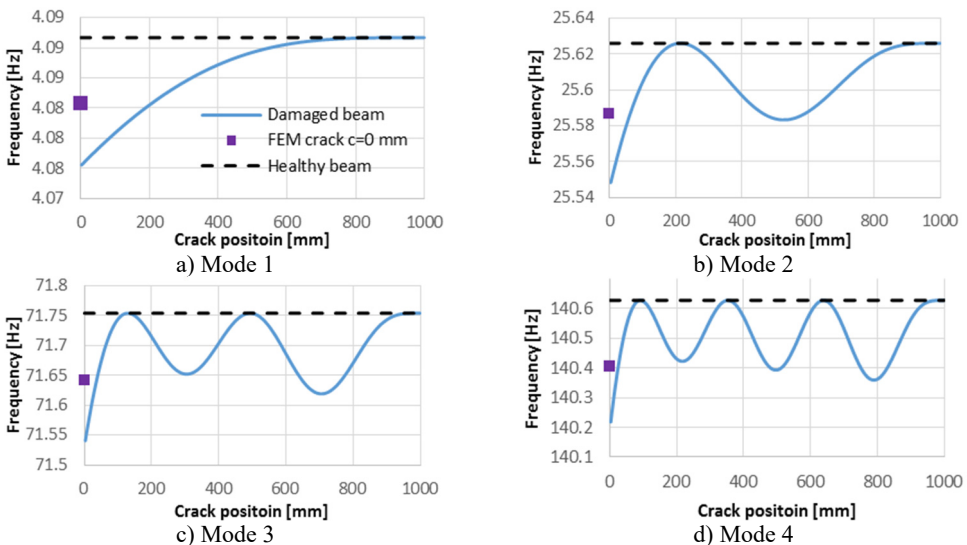 4.09
4.09
4.09
4.08
4.08
4.08
4.07
Frequency [Hz]
Damaged beam
FEM crack c=0 mm
Healthy beam
0 200 400 600 800 1000
Crack positoin [mm]
a) Mode 1
25.64
25.62
25.6
25.58
25.56
25.54
Frequency [Hz]
0 200 400 600 800 1000
Crack positoin [mm]
b) Mode 2
71.8
71.75
71.7
71.65
71.6
71.55
71.5
Frequency [Hz]
0 200 400 600 800 1000
Crack positoin [mm]
c) Mode 3
140.6
140.5
140.4
140.3
140.2
140.1
Frequency [Hz]
0 200 400 600 800 1000
Crack positoin [mm]
d) Mode 4